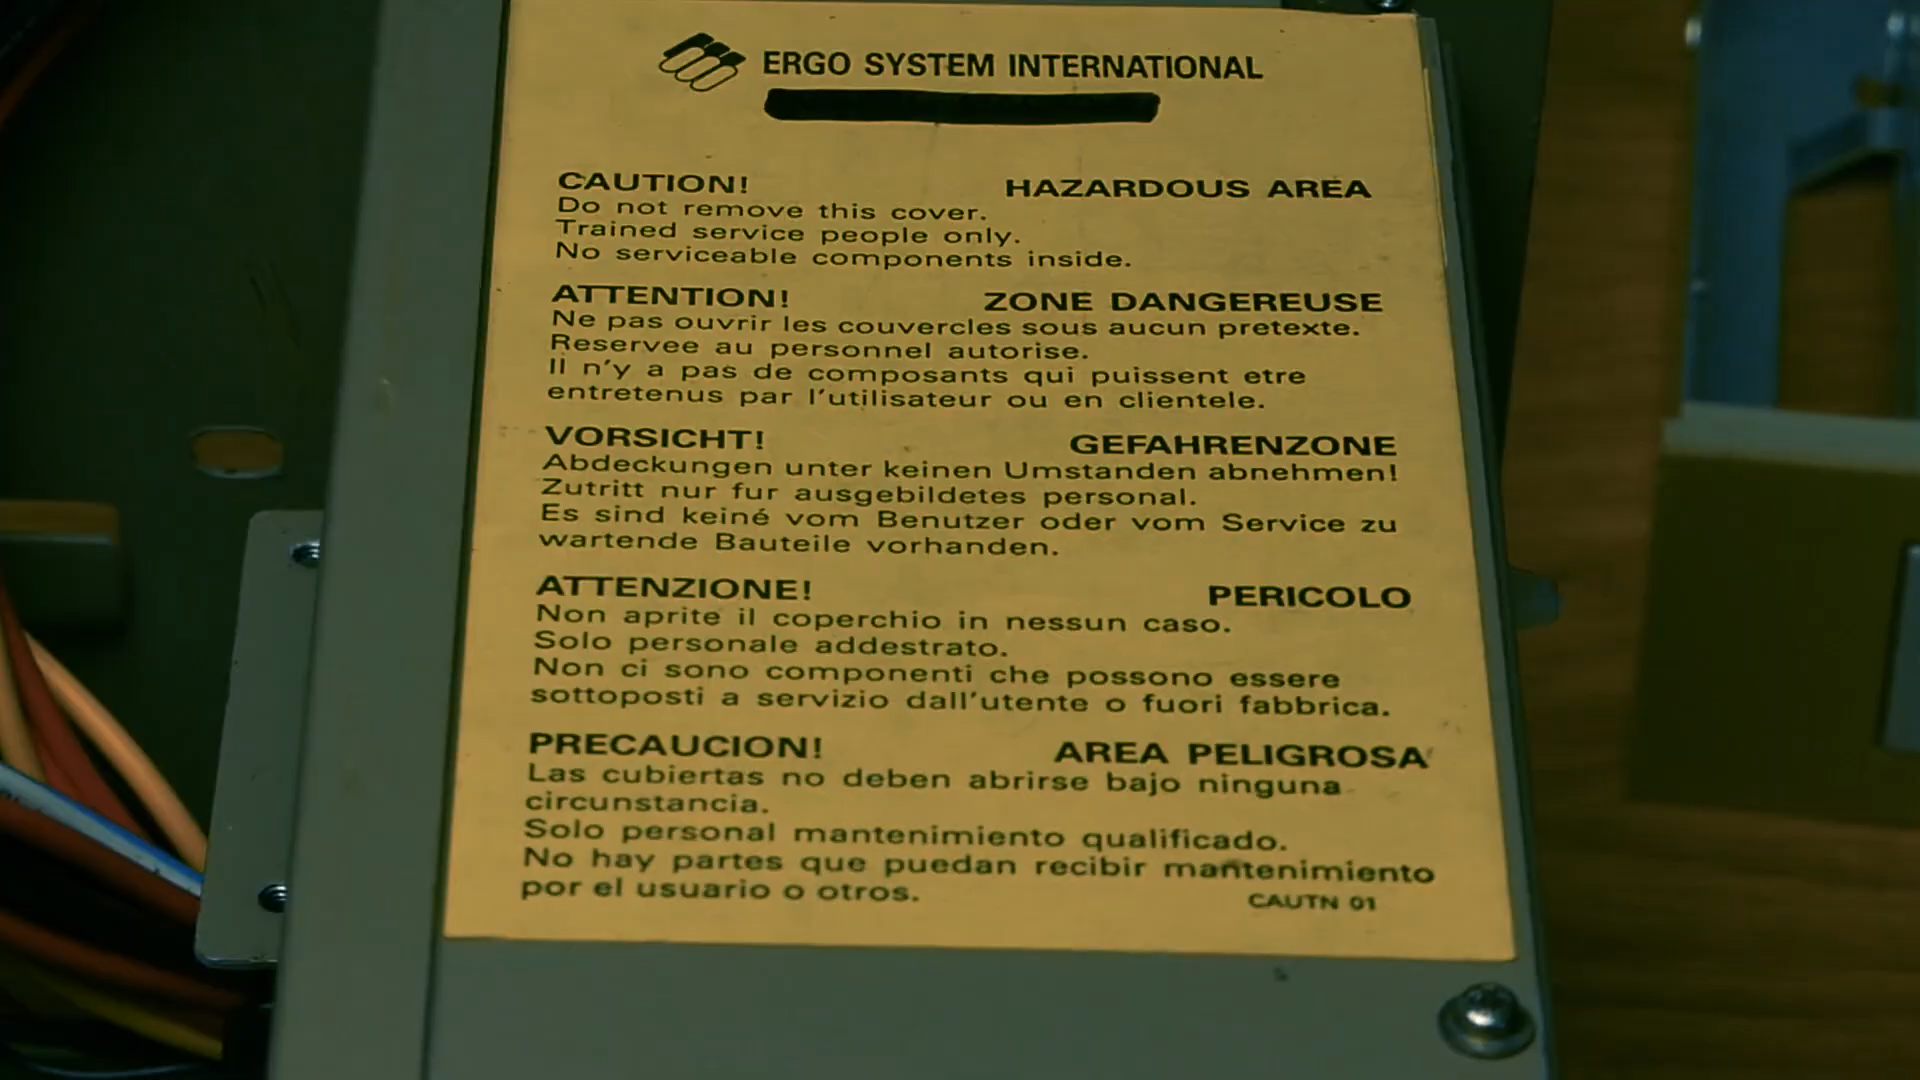 ERGO SYSTEM INTERNATIONAL
CAUTION! HAZARDOUS AREA
Do not remove this cover.
Trained service people only.
No serviceable components inside.
ATTENTION! ZONE DANGEREUSE
Ne pas ouvrir les couvercles sous aucun pretexte.
Reservee au personnel autorise.
Il n'y a pas de composants qui puissent etre
entretenus par l'utilisateur ou en clientele.
VORSICHT! GEFAHRENZONE
Abdeckungen unter keinen Umstanden abnehmen!
Zutritt nur fur ausgebildetes personal.
Es sind keiné vom Benutzer oder vom Service zu
wartende Bauteile vorhanden.
ATTENZIONE! PERICOLO
Non aprite il coperchio in nessun caso.
Solo personale addestrato.
Non ci sono componenti che possono essere
sottoposti a servizio dall'utente o fuori fabbrica.
PRECAUCION! AREA PELIGROSA
Las cubiertas no deben abrirse bajo ninguna
circunstancia.
Solo personal mantenimiento qualificado.
No hay partes que puedan recibir mantenimiento
por el usuario o otros.
CAUTN 01